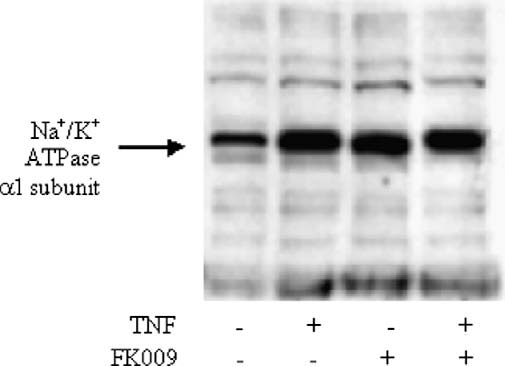 Na⁺/K⁺
ATPase
α1 subunit
TNF - + - +
FK009 - - + +